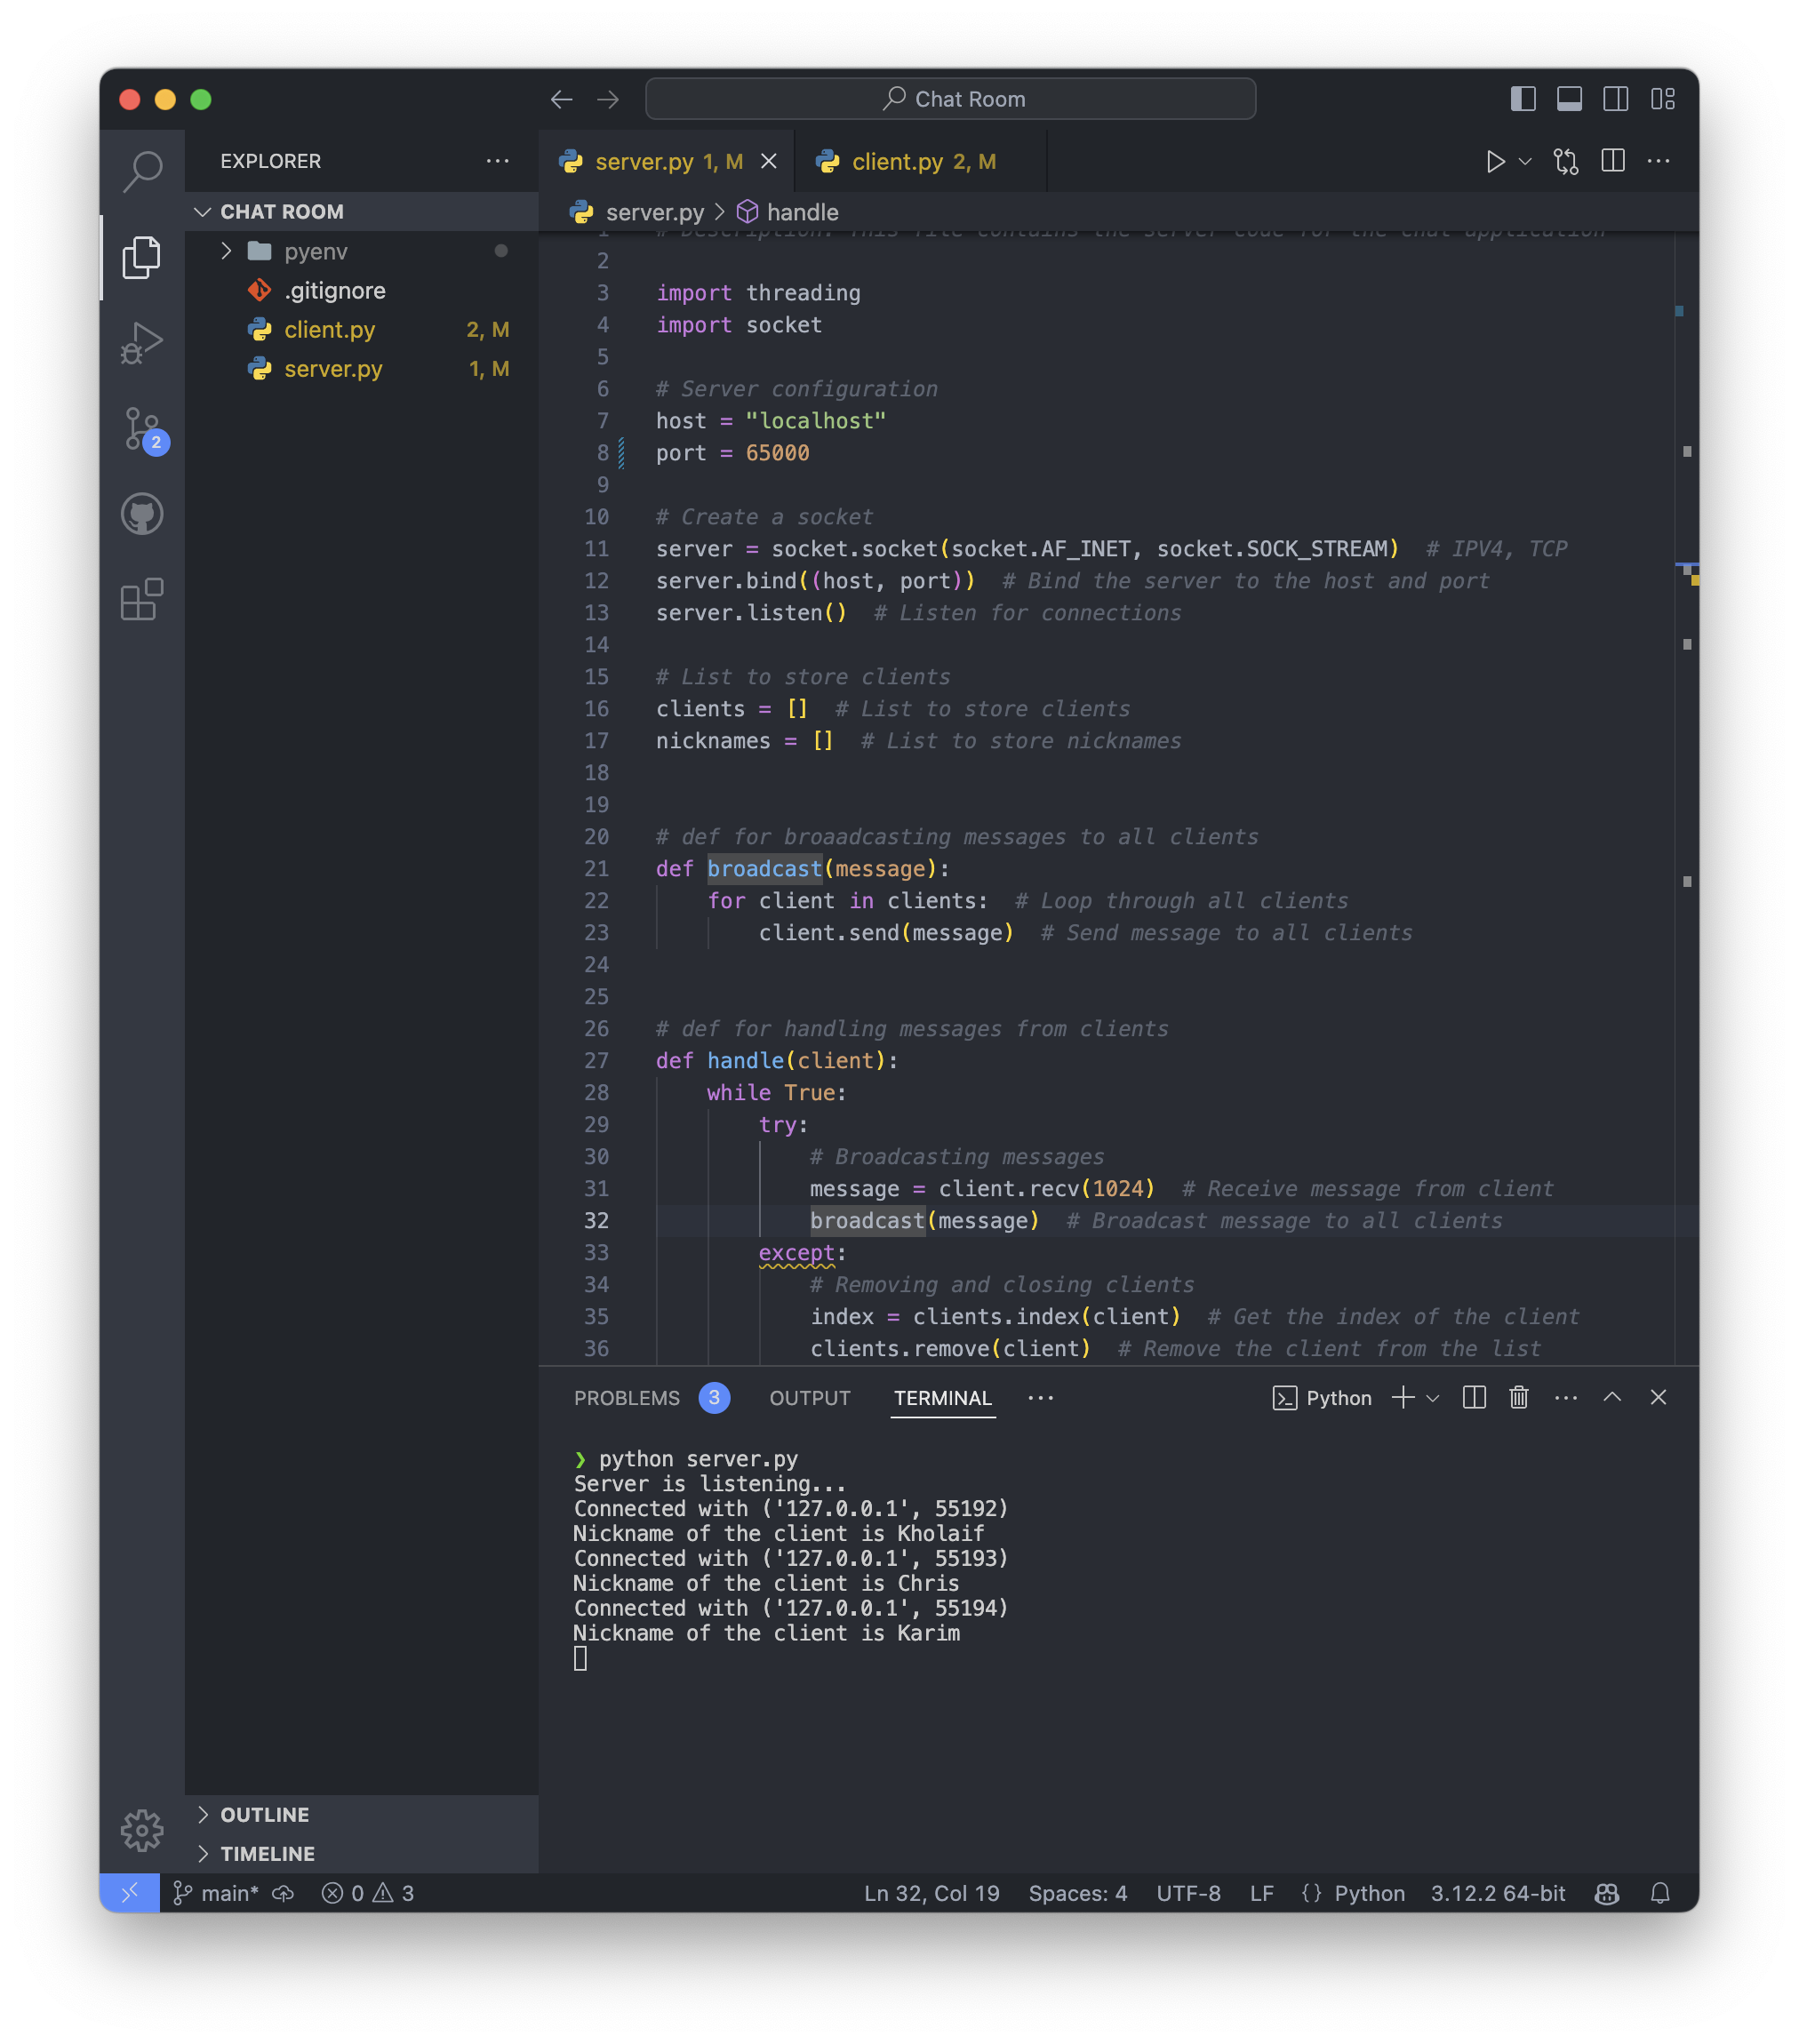 Chat Room
EXPLORER
CHAT ROOM
pyenv
.gitignore
client.py 2, M
server.py 1, M
2
OUTLINE
TIMELINE
server.py 1, M
client.py 2, M
server.py > handle
1 # Description: This file contains the server code for the chat application
2
3 import threading
4 import socket
5
6 # Server configuration
7 host = "localhost"
8 port = 65000
9
10 # Create a socket
11 server = socket.socket(socket.AF_INET, socket.SOCK_STREAM)  # IPV4, TCP
12 server.bind((host, port))  # Bind the server to the host and port
13 server.listen()  # Listen for connections
14
15 # List to store clients
16 clients = []  # List to store clients
17 nicknames = []  # List to store nicknames
18
19
20 # def for broaadcasting messages to all clients
21 def broadcast(message):
22     for client in clients:  # Loop through all clients
23         client.send(message)  # Send message to all clients
24
25
26 # def for handling messages from clients
27 def handle(client):
28     while True:
29         try:
30             # Broadcasting messages
31             message = client.recv(1024)  # Receive message from client
32             broadcast(message)  # Broadcast message to all clients
33         except:
34             # Removing and closing clients
35             index = clients.index(client)  # Get the index of the client
36             clients.remove(client)  # Remove the client from the list
PROBLEMS 3 OUTPUT TERMINAL ... Python
❯ python server.py
Server is listening...
Connected with ('127.0.0.1', 55192)
Nickname of the client is Kholaif
Connected with ('127.0.0.1', 55193)
Nickname of the client is Chris
Connected with ('127.0.0.1', 55194)
Nickname of the client is Karim
main* 0 3 Ln 32, Col 19 Spaces: 4 UTF-8 LF {} Python 3.12.2 64-bit